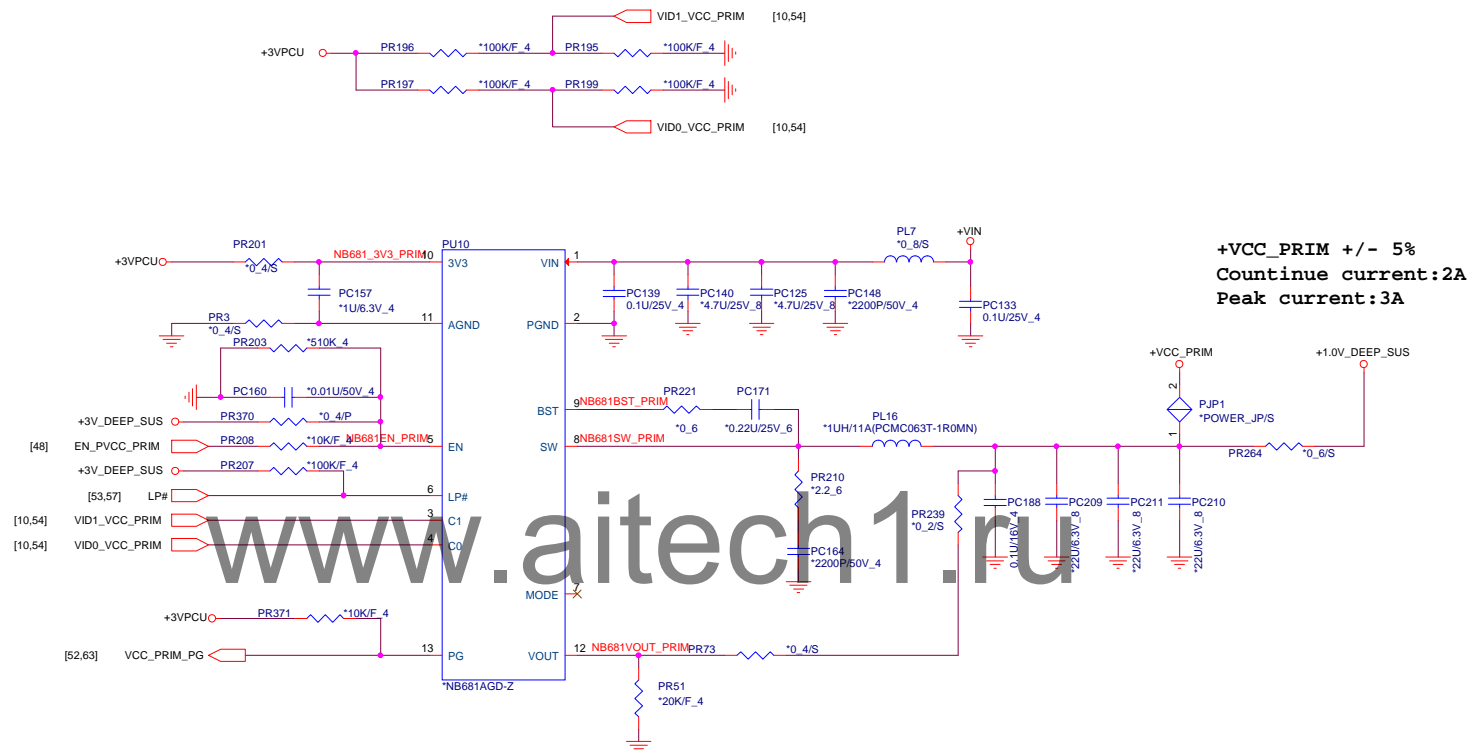 VID1_VCC_PRIM [10,54]
+3VPCU PR196 *100K/F_4 PR195 *100K/F_4
PR197 *100K/F_4 PR199 *100K/F_4
VID0_VCC_PRIM [10,54]
+VCC_PRIM +/- 5%
Countinue current:2A
Peak current:3A
PU10
+3VPCU PR201 *0_4/S NB681_3V3_PRIM 10 3V3
PC157 *1U/6.3V_4
PR3 *0_4/S 11 AGND
PR203 *510K_4
PC160 *0.01U/50V_4
+3V_DEEP_SUS PR370 *0_4/P
[48] EN_PVCC_PRIM PR208 *10K/F_4 NB681EN_PRIM 5 EN
+3V_DEEP_SUS PR207 *100K/F_4
[53,57] LP# 6 LP#
[10,54] VID1_VCC_PRIM 3 C1
[10,54] VID0_VCC_PRIM 4 C0
+3VPCU PR371 *10K/F_4
[52,63] VCC_PRIM_PG 13 PG
*NB681AGD-Z
VIN 1
PL7 *0_8/S +VIN
PC139 0.1U/25V_4
PC140 *4.7U/25V_8
PC125 *4.7U/25V_8
PC148 *2200P/50V_4
PC133 0.1U/25V_4
PGND 2
BST 9 NB681BST_PRIM PR221 *0_6 PC171 *0.22U/25V_6
SW 8 NB681SW_PRIM PL16 *1UH/11A(PCMC063T-1R0MN)
+VCC_PRIM
2
PJP1
*POWER_JP/S
1
+1.0V_DEEP_SUS
PR264 *0_6/S
PR210 *2.2_6
PC164 *2200P/50V_4
PR239 *0_2/S
PC188 0.1U/16V_4
PC209 *22U/6.3V_8
PC211 *22U/6.3V_8
PC210 *22U/6.3V_8
MODE 7
VOUT 12 NB681VOUT_PRIM PR73 *0_4/S
PR51 *20K/F_4
www.aitech1.ru